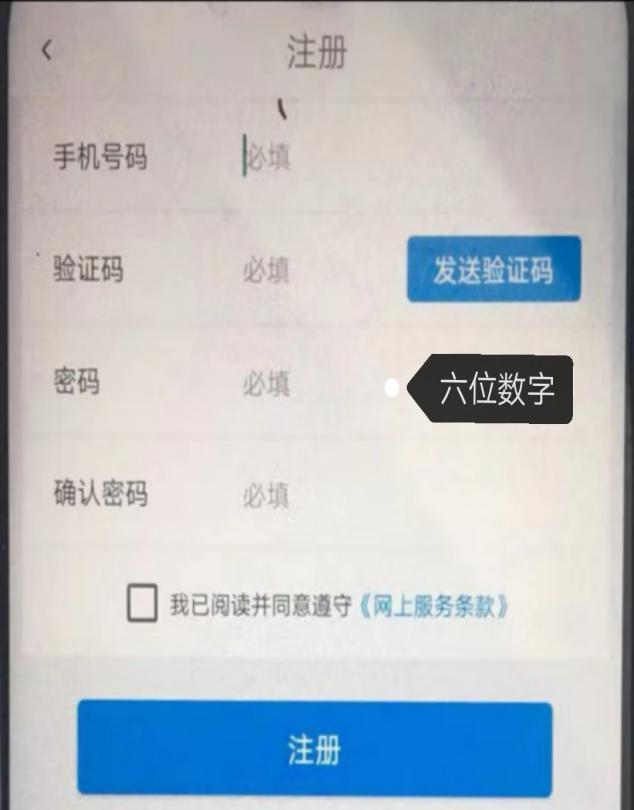 注册
手机号码 必填
验证码 必填 发送验证码
密码 必填 六位数字
确认密码 必填
我已阅读并同意遵守《网上服务条款》
注册